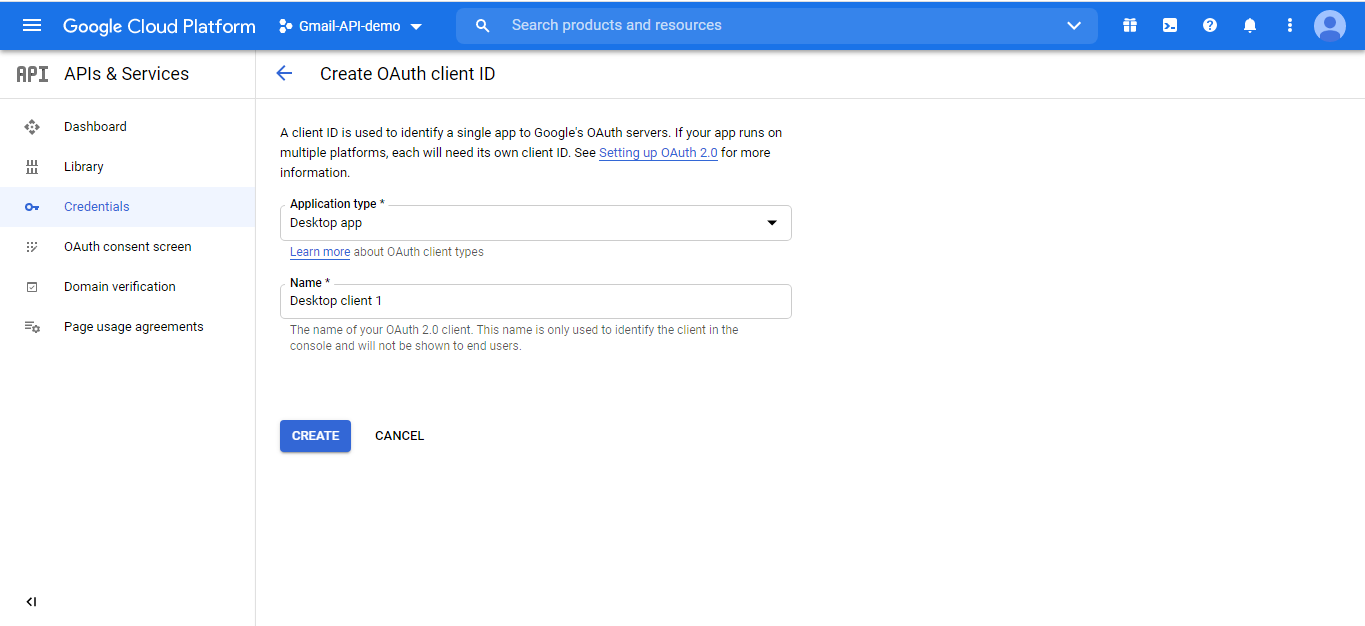 Google Cloud Platform
Gmail-API-demo
Search products and resources
API APIs & Services
Create OAuth client ID
Dashboard
Library
Credentials
OAuth consent screen
Domain verification
Page usage agreements
A client ID is used to identify a single app to Google's OAuth servers. If your app runs on
multiple platforms, each will need its own client ID. See Setting up OAuth 2.0 for more
information.
Application type *
Desktop app
Learn more about OAuth client types
Name *
Desktop client 1
The name of your OAuth 2.0 client. This name is only used to identify the client in the
console and will not be shown to end users.
CREATE CANCEL